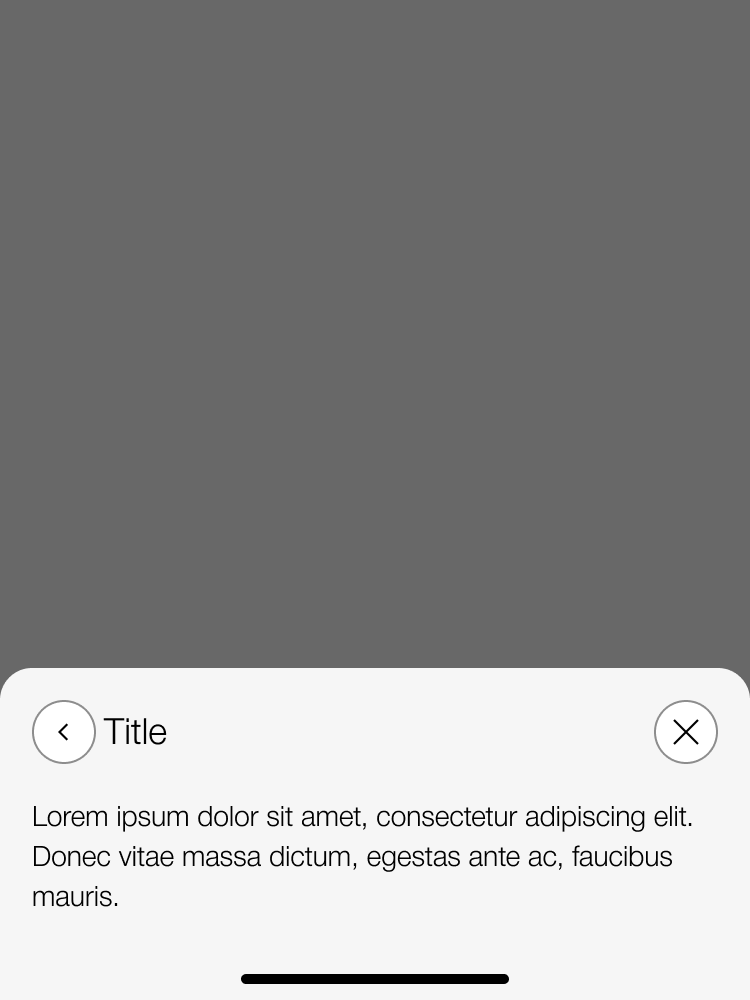 Title
Lorem ipsum dolor sit amet, consectetur adipiscing elit.
Donec vitae massa dictum, egestas ante ac, faucibus
mauris.